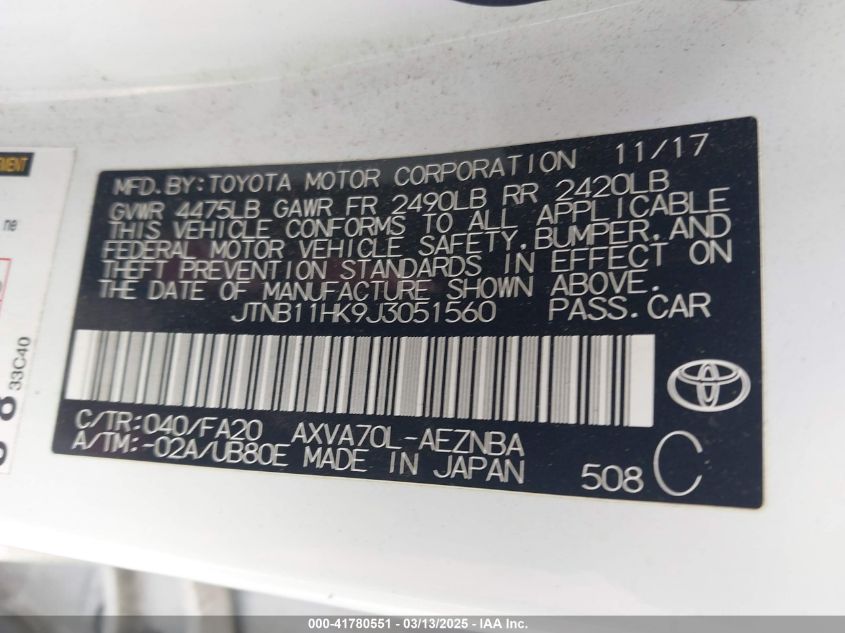 MFD.BY:TOYOTA MOTOR CORPORATION 11/17
GVWR 4475LB GAWR FR 2490LB RR 2420LB
THIS VEHICLE CONFORMS TO ALL APPLICABLE
FEDERAL MOTOR VEHICLE SAFETY,BUMPER,AND
THEFT PREVENTION STANDARDS IN EFFECT ON
THE DATE OF MANUFACTURE SHOWN ABOVE.
JTNB11HK9J3051560 PASS.CAR
C/TR:040/FA20 AXVA70L-AEZNBA
A/TM:-02A/UB80E MADE IN JAPAN
508 C
ne
33C40
8
000-41780551 - 03/13/2025 - IAA Inc.